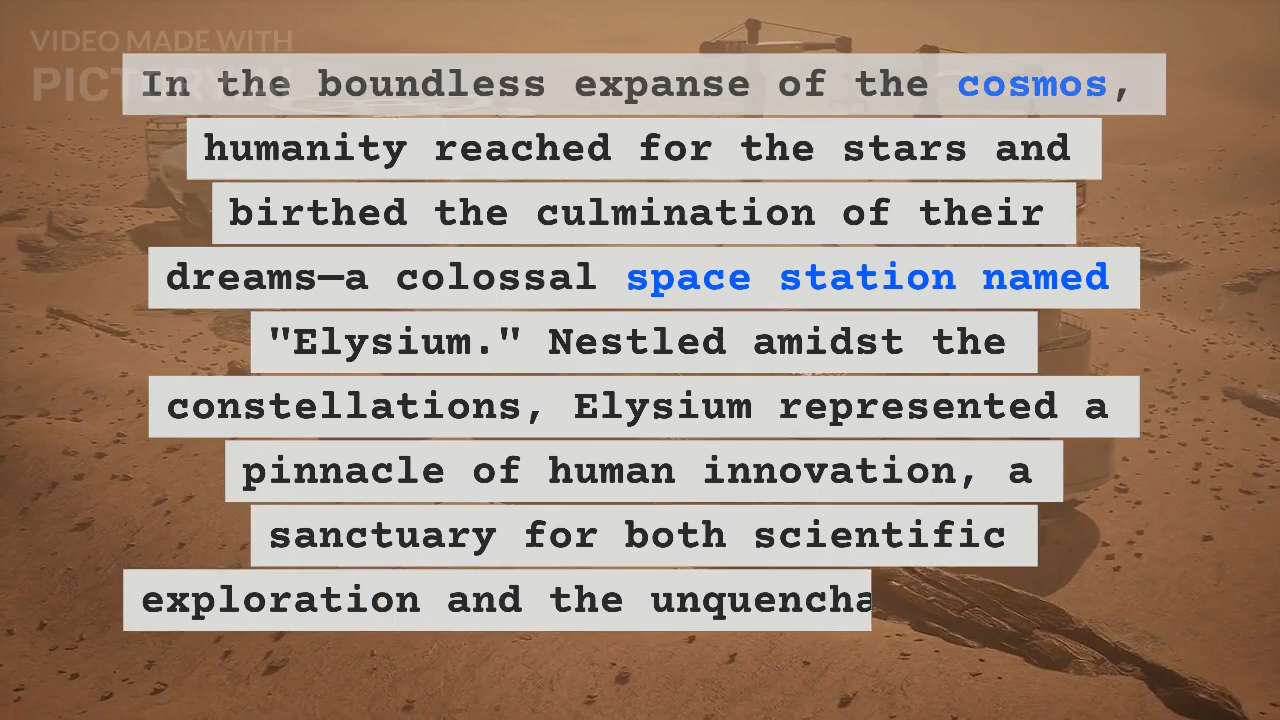 VIDEO MADE WITH
In the boundless expanse of the cosmos,
humanity reached for the stars and
birthed the culmination of their
dreams—a colossal space station named
"Elysium." Nestled amidst the
constellations, Elysium represented a
pinnacle of human innovation, a
sanctuary for both scientific
exploration and the unquencha